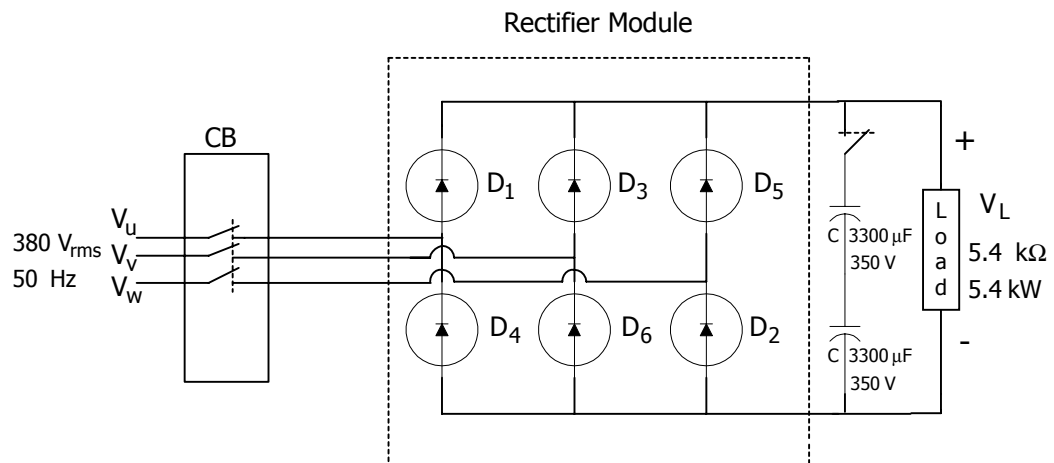 Rectifier Module
CB
V_u
380 V_rms
V_v
50 Hz
V_w
D_1
D_3
D_5
D_4
D_6
D_2
C 3300 µF
350 V
C 3300 µF
350 V
Load
+
V_L
5.4 kΩ
5.4 kW
-